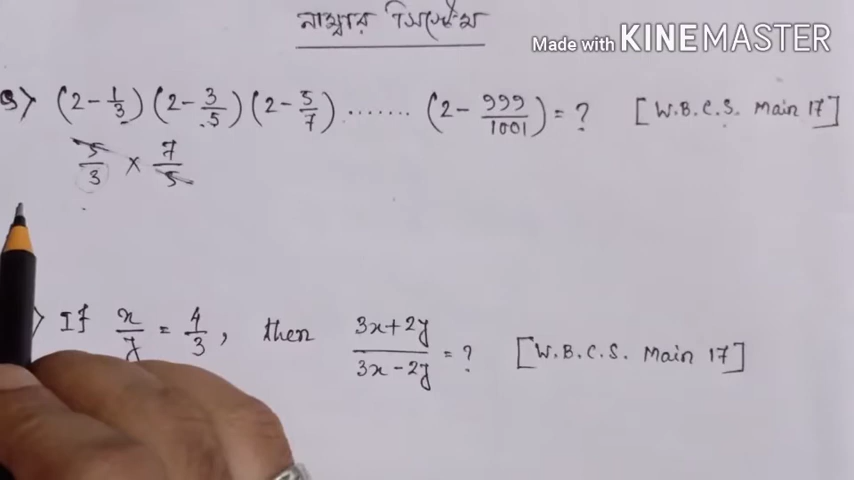 নাম্বার সিস্টেম
Made with KINEMASTER
Q> (2 - 1/3) (2 - 3/5) (2 - 5/7) ....... (2 - 999/1001) = ? [W.B.C.S. Main 17]
5/3 × 7/5
> If x/y = 4/3, then (3x+2y)/(3x-2y) = ? [W.B.C.S. Main 17]